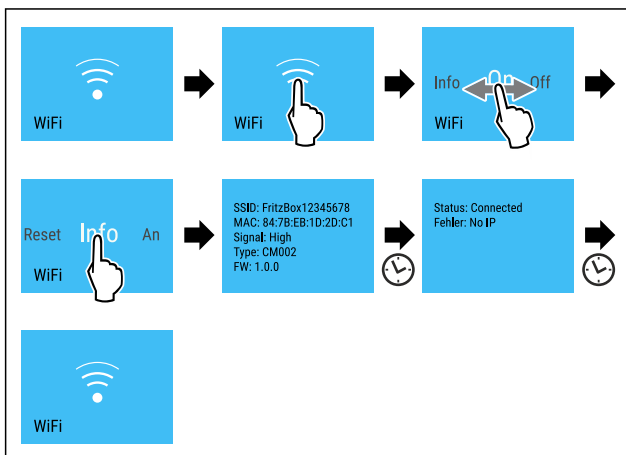 WiFi
WiFi
Info On Off
WiFi
Reset Info An
WiFi
SSID: FritzBox12345678
MAC: 84:7B:EB:1D:2D:C1
Signal: High
Type: CM002
FW: 1.0.0
Status: Connected
Fehler: No IP
WiFi